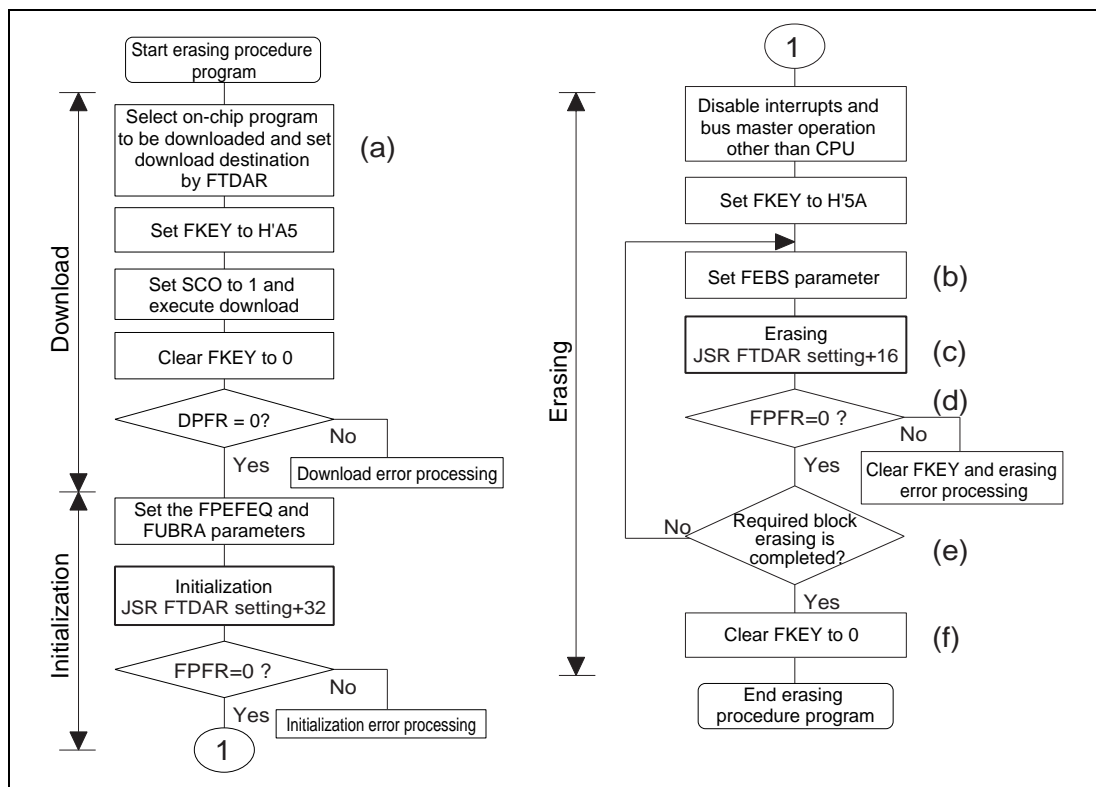 Start erasing procedure
program
Download
Select on-chip program
to be downloaded and set
download destination
by FTDAR
(a)
Set FKEY to H'A5
Set SCO to 1 and
execute download
Clear FKEY to 0
DPFR = 0?
No
Yes
Download error processing
Initialization
Set the FPEFEQ and
FUBRA parameters
Initialization
JSR FTDAR setting+32
FPFR=0 ?
No
Yes
Initialization error processing
1
1
Erasing
Disable interrupts and
bus master operation
other than CPU
Set FKEY to H'5A
Set FEBS parameter
(b)
Erasing
JSR FTDAR setting+16
(c)
(d)
FPFR=0 ?
No
Yes
Clear FKEY and erasing
error processing
No
Required block
erasing is
completed?
(e)
Yes
Clear FKEY to 0
(f)
End erasing
procedure program